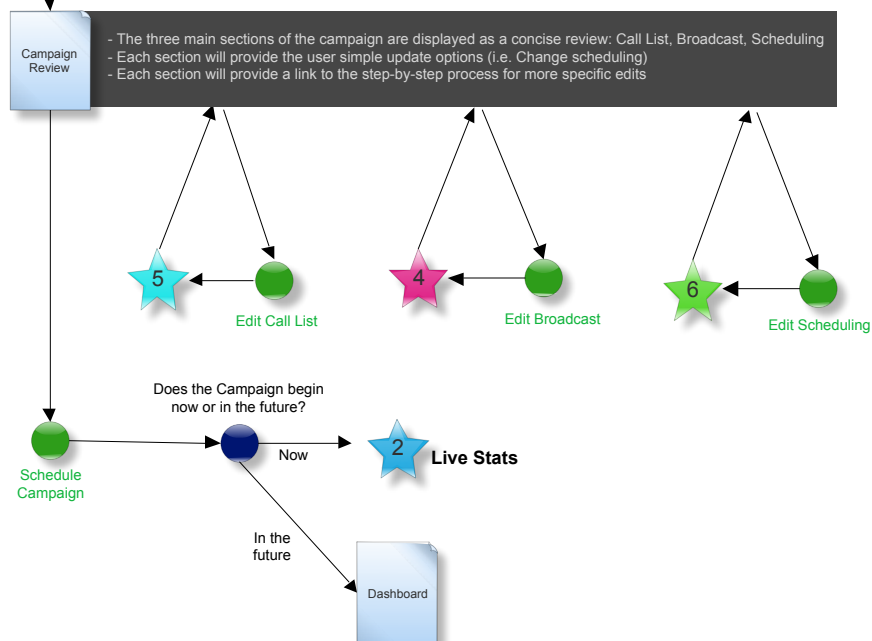 Campaign
Review
- The three main sections of the campaign are displayed as a concise review: Call List, Broadcast, Scheduling
- Each section will provide the user simple update options (i.e. Change scheduling)
- Each section will provide a link to the step-by-step process for more specific edits
5
Edit Call List
4
Edit Broadcast
6
Edit Scheduling
Does the Campaign begin
now or in the future?
Schedule
Campaign
Now
2
Live Stats
In the
future
Dashboard